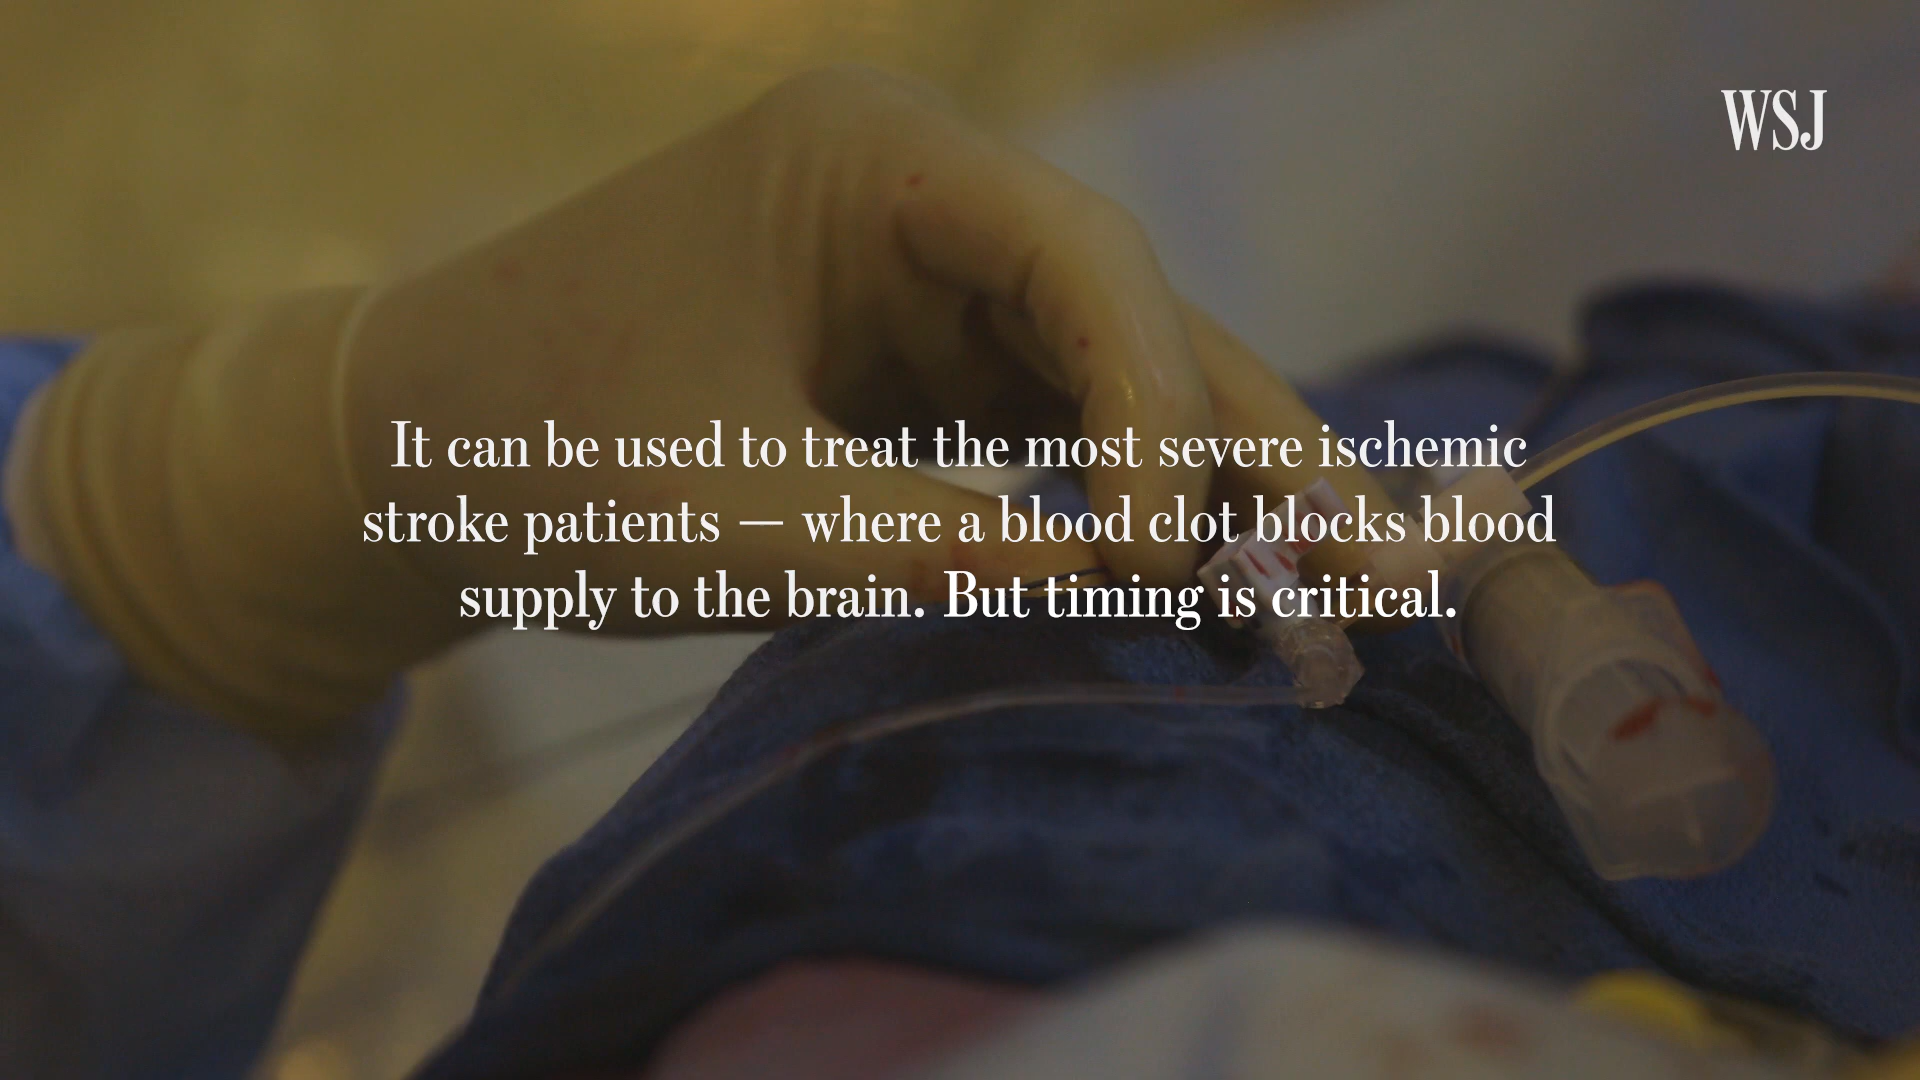 WSJ
It can be used to treat the most severe ischemic
stroke patients — where a blood clot blocks blood
supply to the brain. But timing is critical.